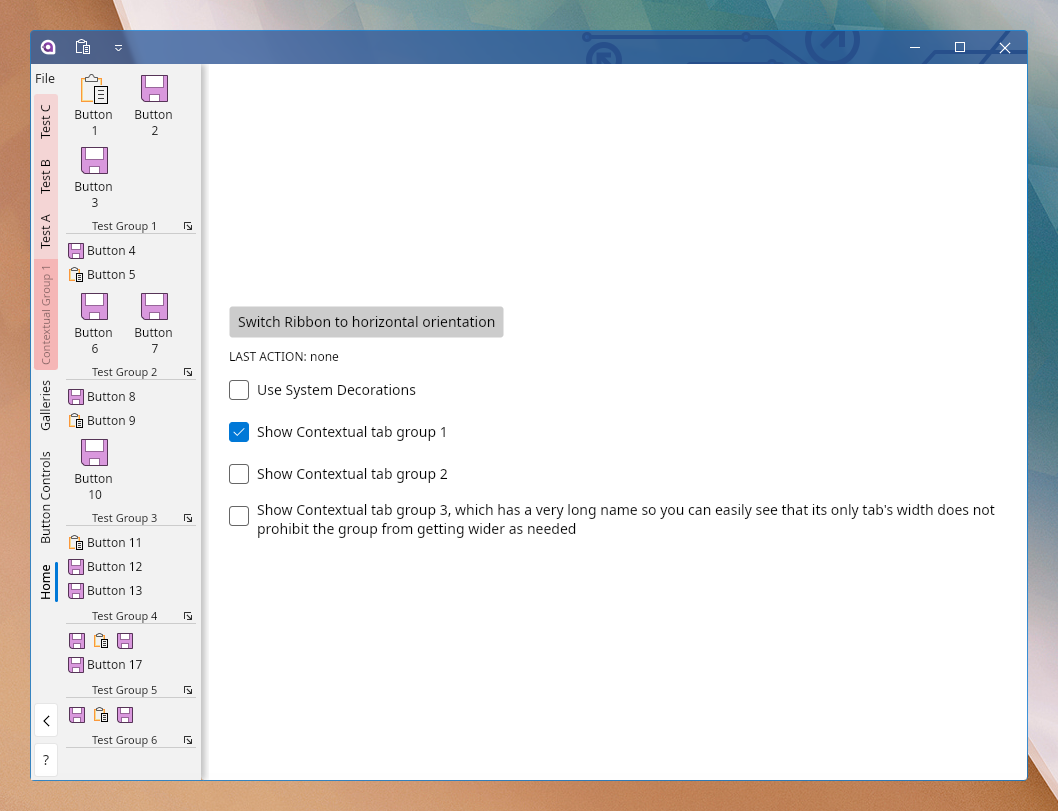 File
Test C
Test B
Test A
Contextual Group 1
Galleries
Button Controls
Home
?
Button
1
Button
2
Button
3
Test Group 1
Button 4
Button 5
Button
6
Button
7
Test Group 2
Button 8
Button 9
Button
10
Test Group 3
Button 11
Button 12
Button 13
Test Group 4
Button 17
Test Group 5
Test Group 6
Switch Ribbon to horizontal orientation
LAST ACTION: none
Use System Decorations
Show Contextual tab group 1
Show Contextual tab group 2
Show Contextual tab group 3, which has a very long name so you can easily see that its only tab's width does not
prohibit the group from getting wider as needed